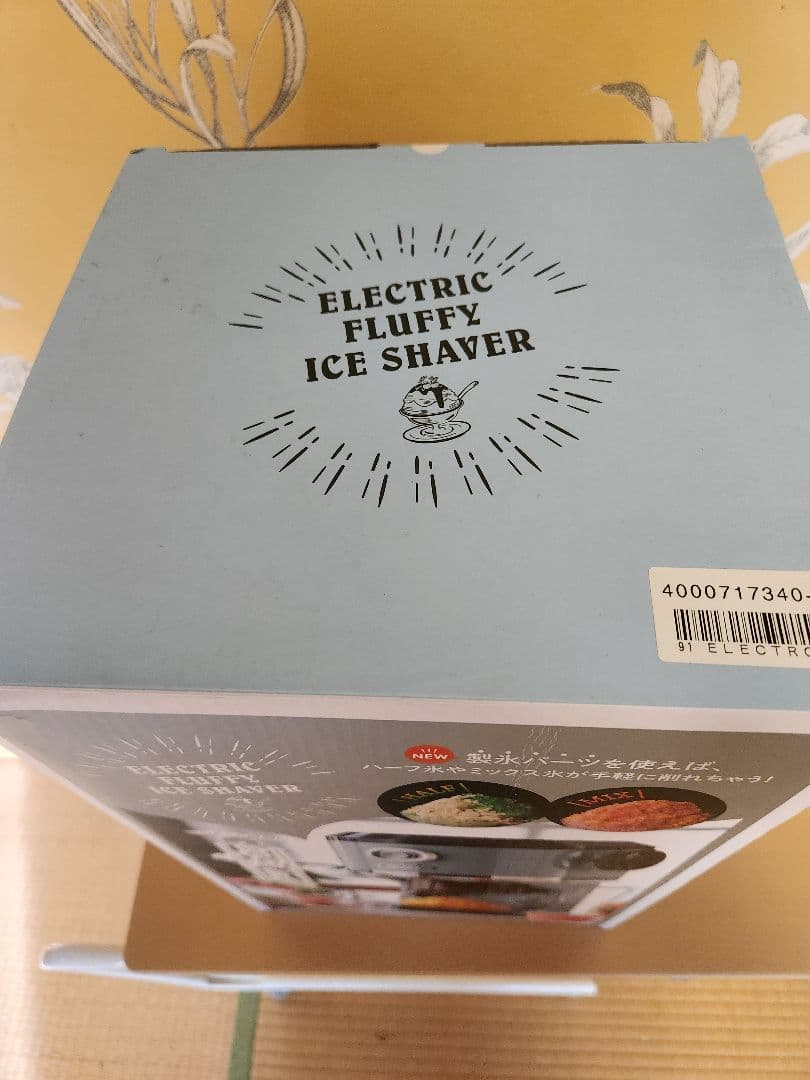 ELECTRIC
FLUFFY
ICE SHAVER
4000717340-
91 ELECTRO
ELECTRIC
FLUFFY
ICE SHAVER
NEW
製氷パーツを使えば、
ハーフ氷やミックス氷が手軽に削れちゃう!
HALF
MIX